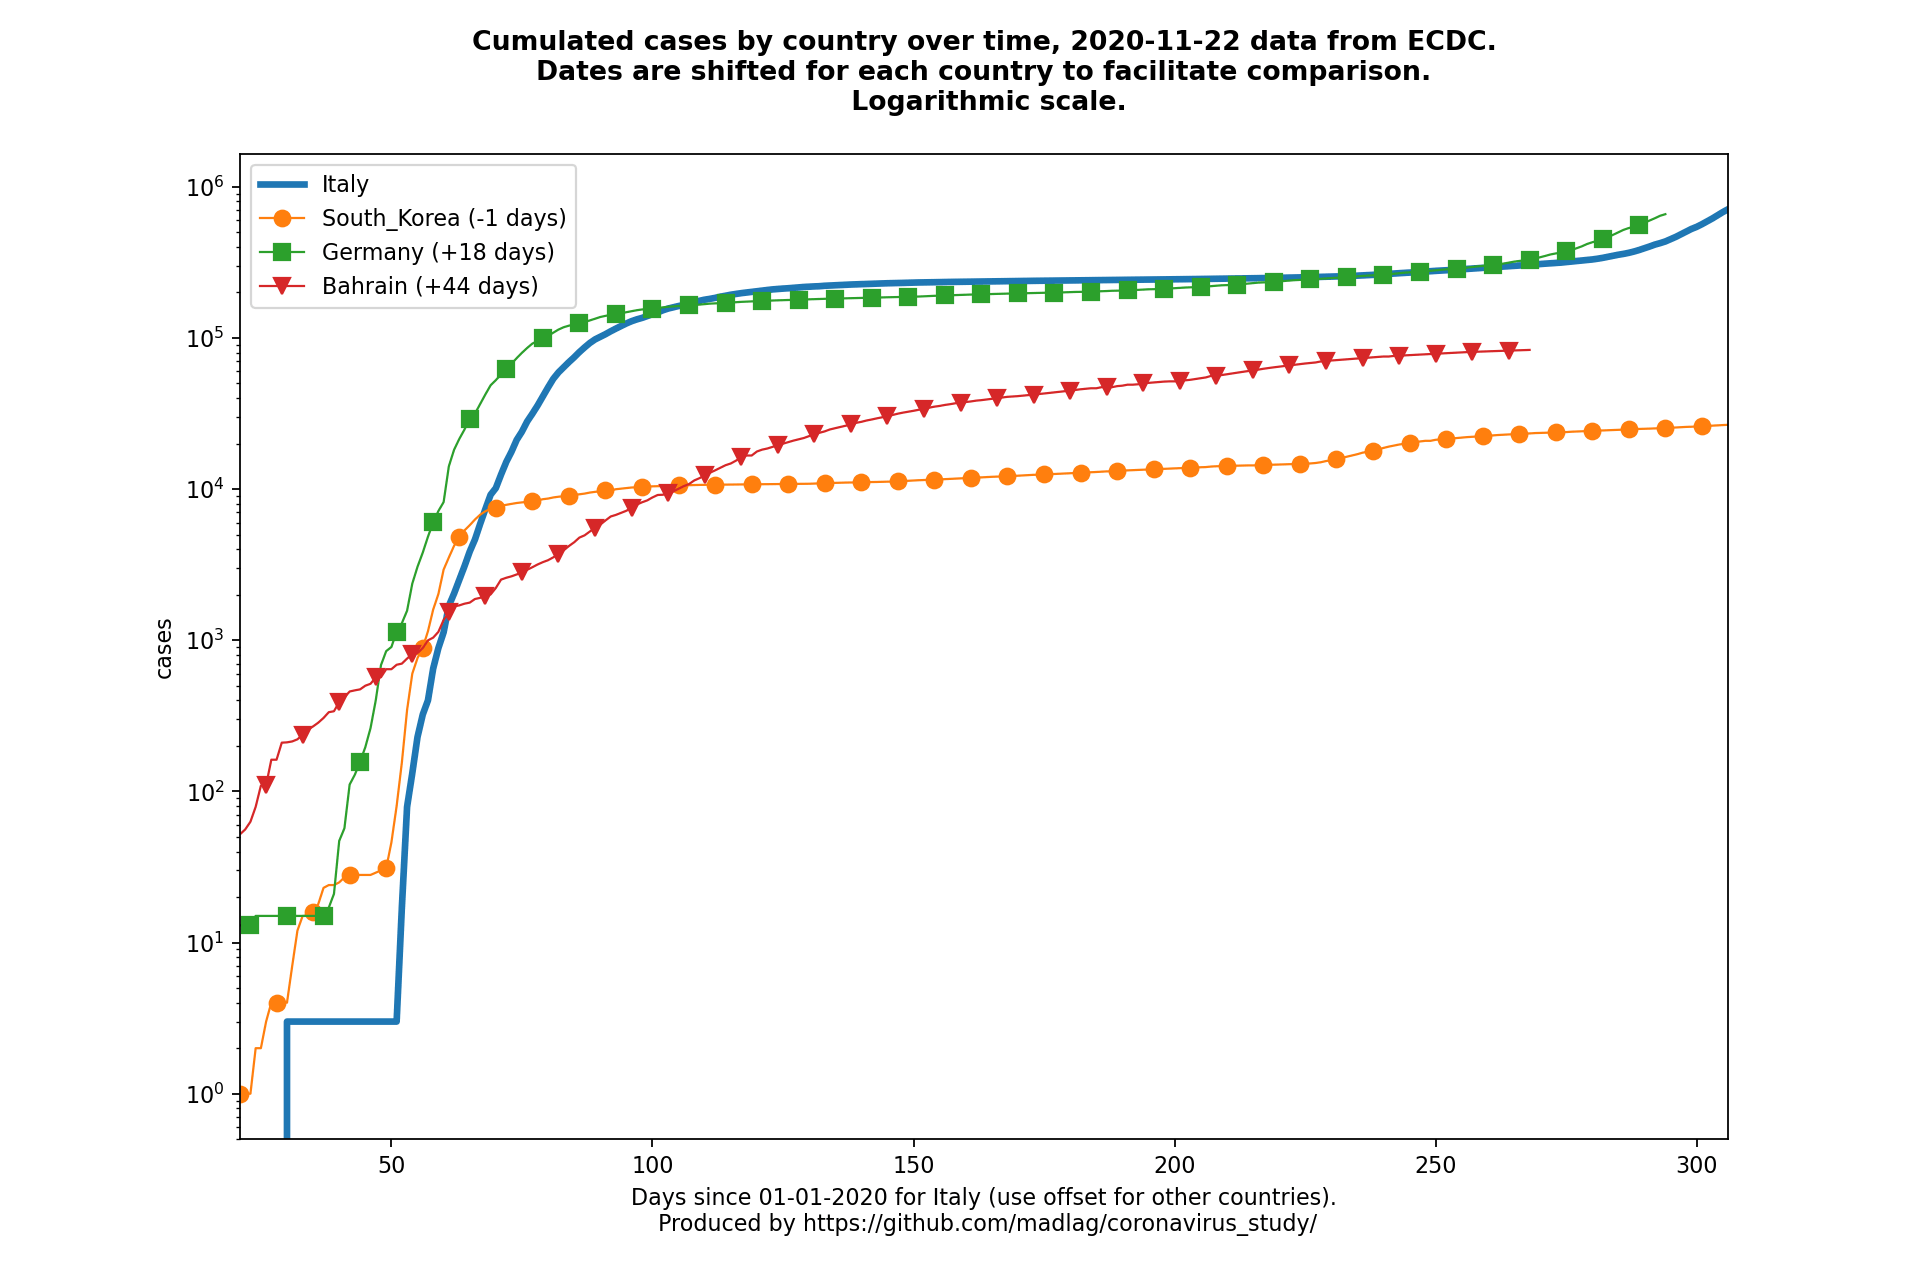 Cumulated cases by country over time, 2020-11-22 data from ECDC.
Dates are shifted for each country to facilitate comparison.
Logarithmic scale.
Italy
South_Korea (-1 days)
Germany (+18 days)
Bahrain (+44 days)
10^6
10^5
10^4
10^3
10^2
10^1
10^0
cases
50 100 150 200 250 300
Days since 01-01-2020 for Italy (use offset for other countries).
Produced by https://github.com/madlag/coronavirus_study/